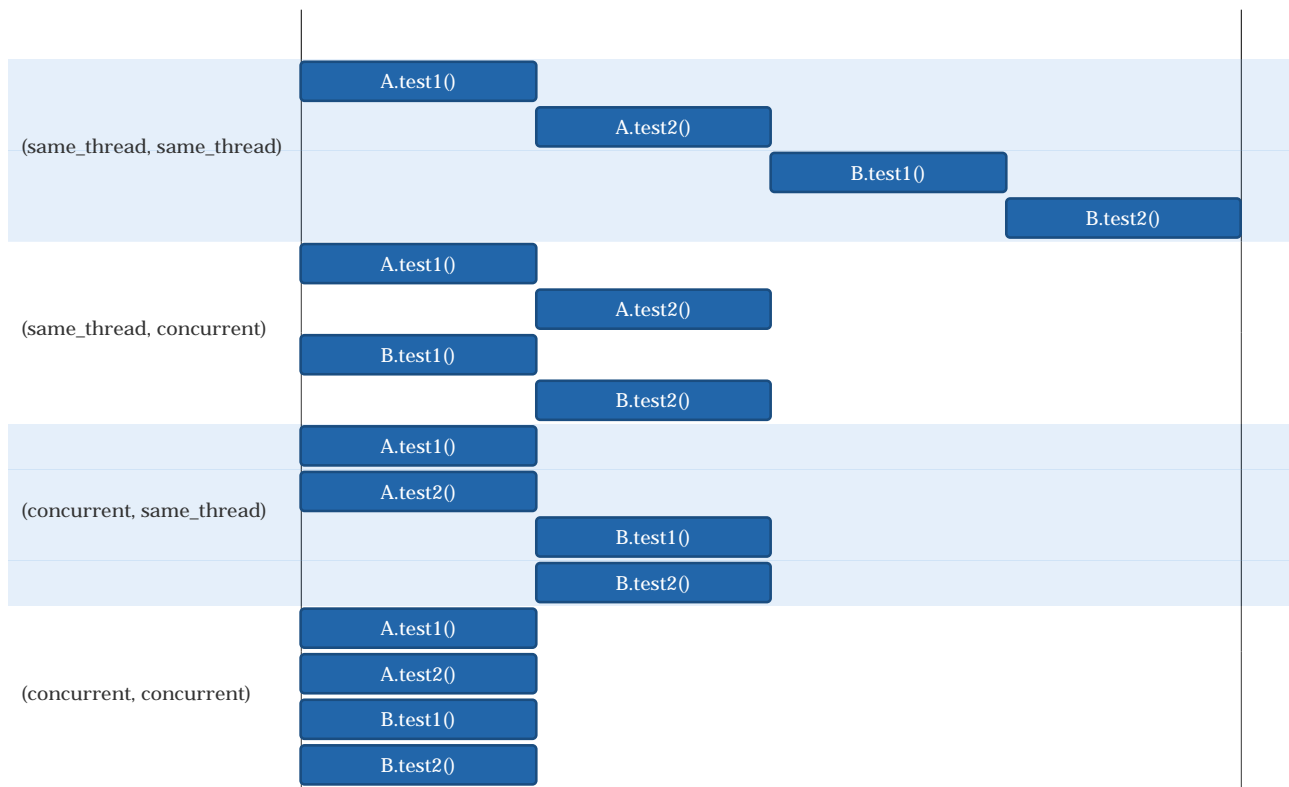 A.test1()
A.test2()
(same_thread, same_thread)
B.test1()
B.test2()
A.test1()
A.test2()
(same_thread, concurrent)
B.test1()
B.test2()
A.test1()
A.test2()
(concurrent, same_thread)
B.test1()
B.test2()
A.test1()
A.test2()
(concurrent, concurrent)
B.test1()
B.test2()